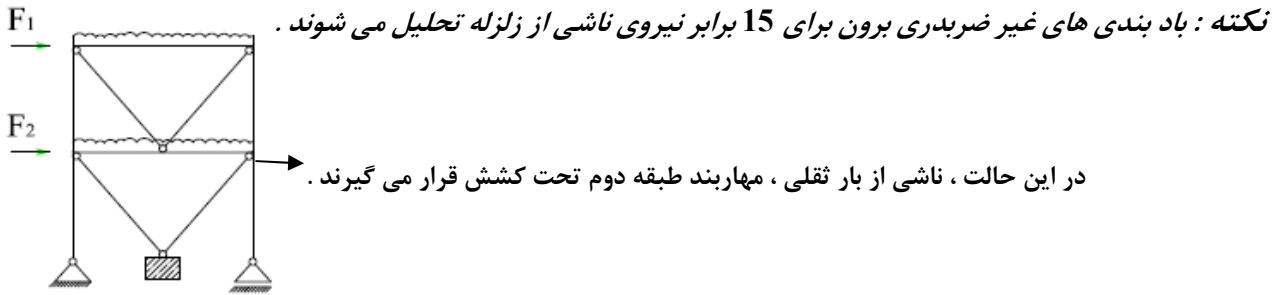 نکته : باد بندی های غیر ضربدری برون برای 15 برابر نیروی ناشی از زلزله تحلیل می شوند .
F1
F2
در این حالت ، ناشی از بار ثقلی ، مهاربند طبقه دوم تحت کشش قرار می گیرند .